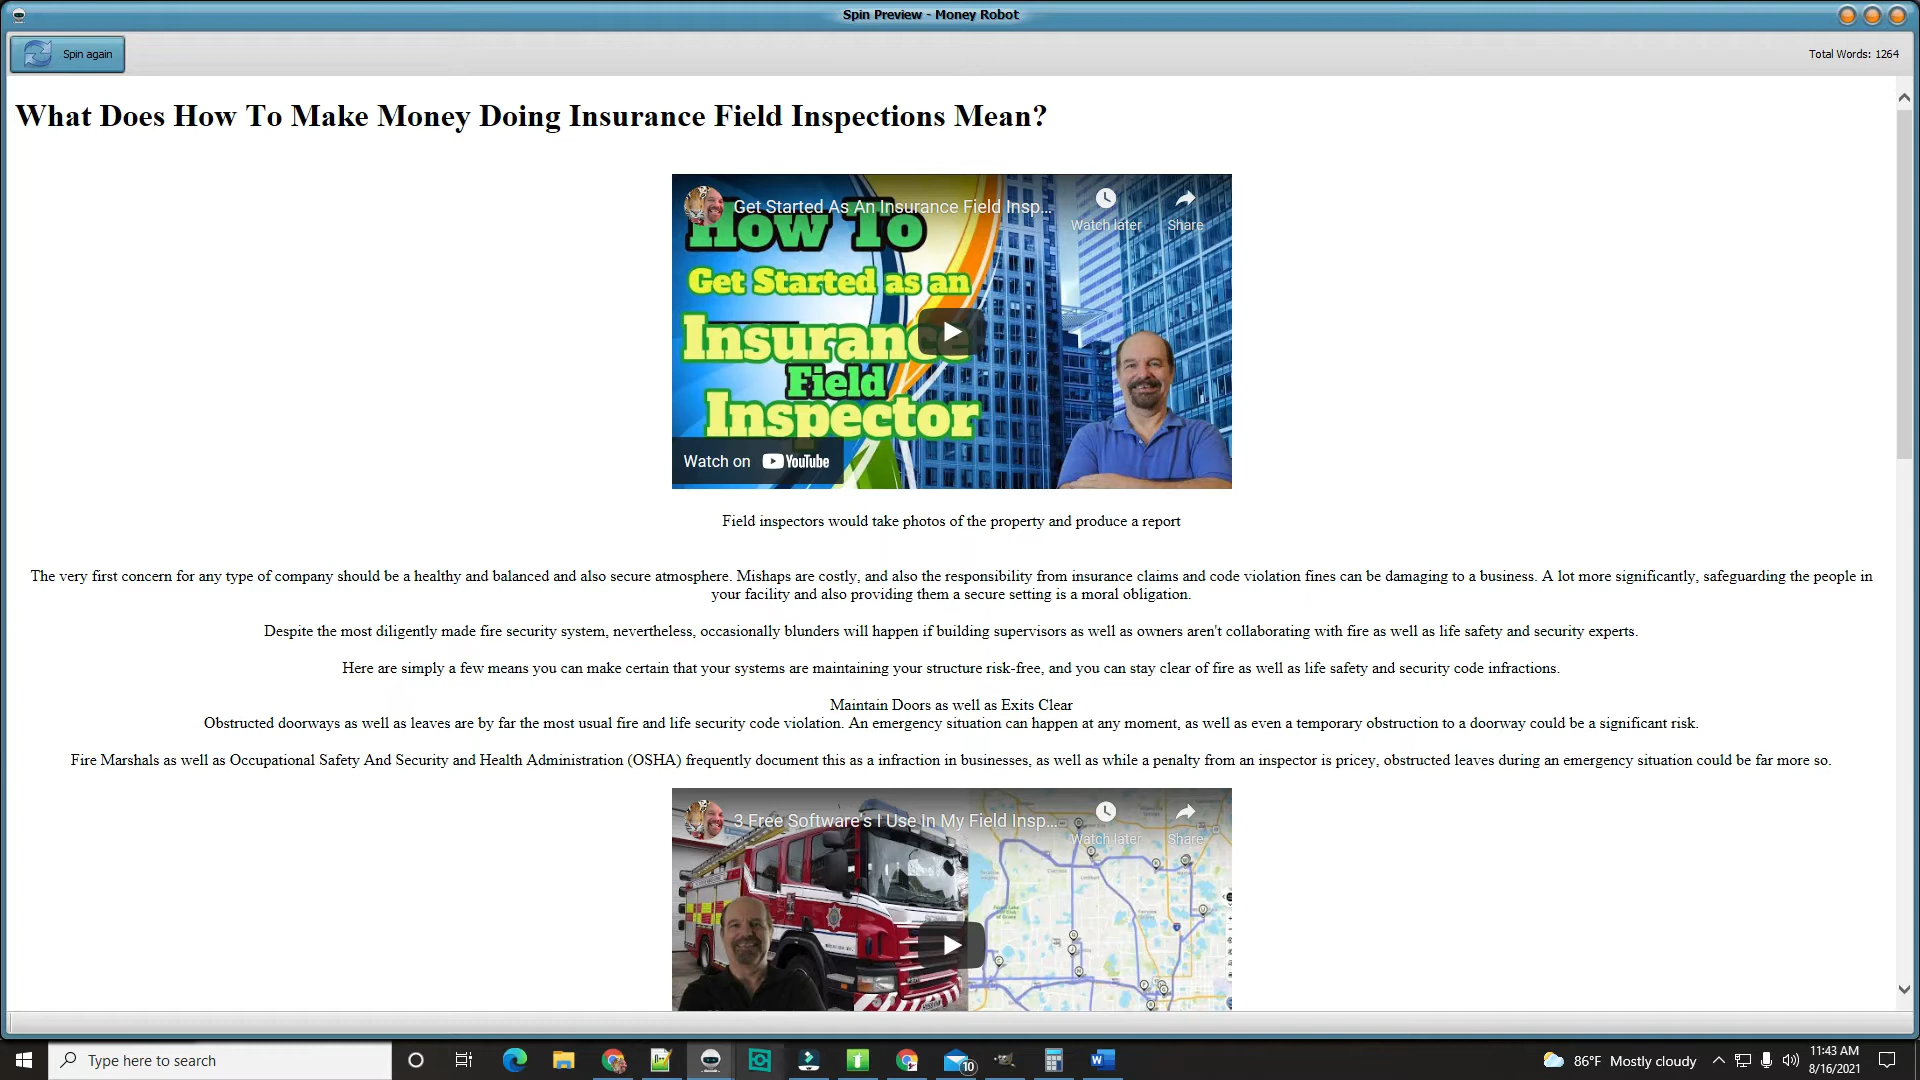 Spin Preview - Money Robot
Spin again
Total Words: 1264
What Does How To Make Money Doing Insurance Field Inspections Mean?
Get Started As An Insurance Field Insp...
Watch later
Share
How To
Get Started as an
Insurance
Field
Inspector
Watch on YouTube
Field inspectors would take photos of the property and produce a report
The very first concern for any type of company should be a healthy and balanced and also secure atmosphere. Mishaps are costly, and also the responsibility from insurance claims and code violation fines can be damaging to a business. A lot more significantly, safeguarding the people in
your facility and also providing them a secure setting is a moral obligation.
Despite the most diligently made fire security system, nevertheless, occasionally blunders will happen if building supervisors as well as owners aren't collaborating with fire as well as life safety and security experts.
Here are simply a few means you can make certain that your systems are maintaining your structure risk-free, and you can stay clear of fire as well as life safety and security code infractions.
Maintain Doors as well as Exits Clear
Obstructed doorways as well as leaves are by far the most usual fire and life security code violation. An emergency situation can happen at any moment, as well as even a temporary obstruction to a doorway could be a significant risk.
Fire Marshals as well as Occupational Safety And Security and Health Administration (OSHA) frequently document this as a infraction in businesses, as well as while a penalty from an inspector is pricey, obstructed leaves during an emergency situation could be far more so.
3 Free Software's I Use In My Field Insp...
Watch later
Share
Type here to search
10
86°F Mostly cloudy
11:43 AM
8/16/2021